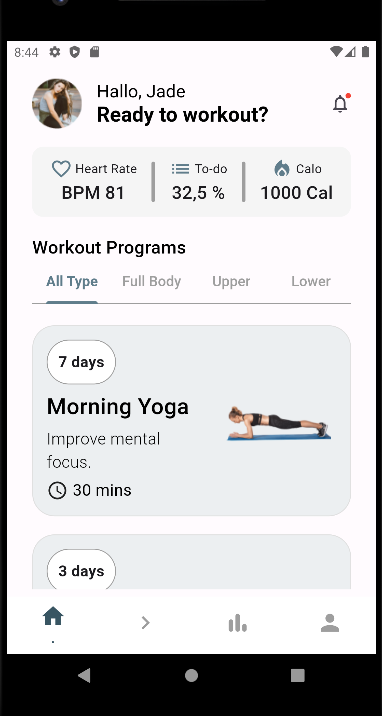 8:44
Hallo, Jade
Ready to workout?
Heart Rate
BPM 81
To-do
32,5 %
Calo
1000 Cal
Workout Programs
All Type Full Body Upper Lower
7 days
Morning Yoga
Improve mental
focus.
30 mins
3 days